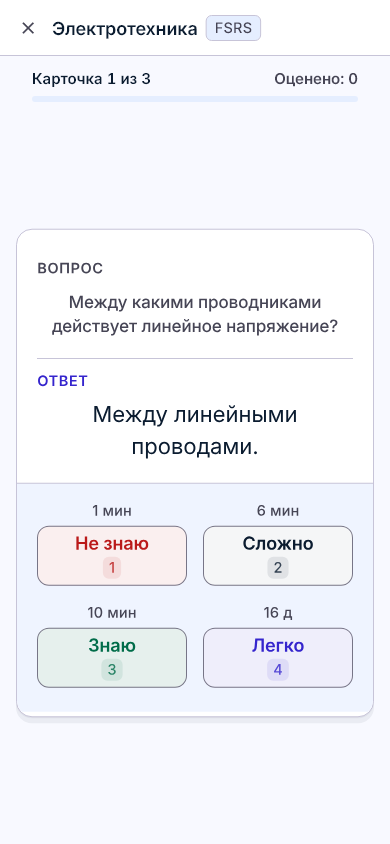 Электротехника FSRS
Карточка 1 из 3 Оценено: 0
ВОПРОС
Между какими проводниками
действует линейное напряжение?
ОТВЕТ
Между линейными
проводами.
1 мин 6 мин
Не знаю Сложно
1 2
10 мин 16 д
Знаю Легко
3 4